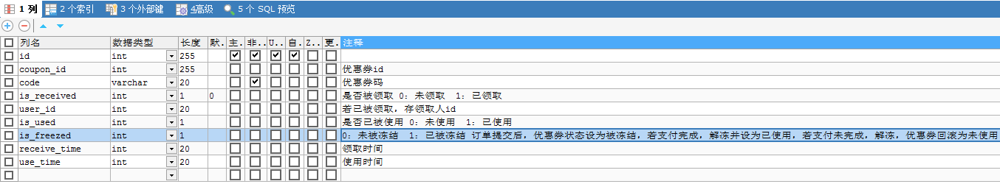 1 列 2 个索引 3 个外部键 4高级 5 个 SQL 预览
列名 数据类型 长度 默. 主. 非.. U.. 自. Z.. 更. 注释
id int 255
coupon_id int 255 优惠券id
code varchar 20 优惠券码
is_received int 1 0 是否被领取 0：未领取 1：已领取
user_id int 20 若已被领取，存领取人id
is_used int 1 是否已被使用 0：未使用 1：已使用
is_freezed int 1 0：未被冻结 1：已被冻结 订单提交后，优惠券状态设为被冻结，若支付完成，解冻并设为已使用，若支付未完成，解冻，优惠券回滚为未使用
receive_time int 20 领取时间
use_time int 20 使用时间